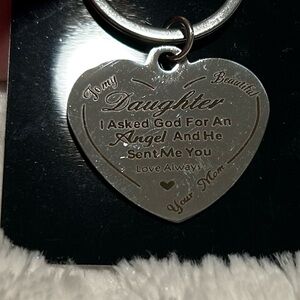 To my Beautiful
Daughter
I Asked God For An
Angel And He
Sent Me You
Love Always
Your Mom